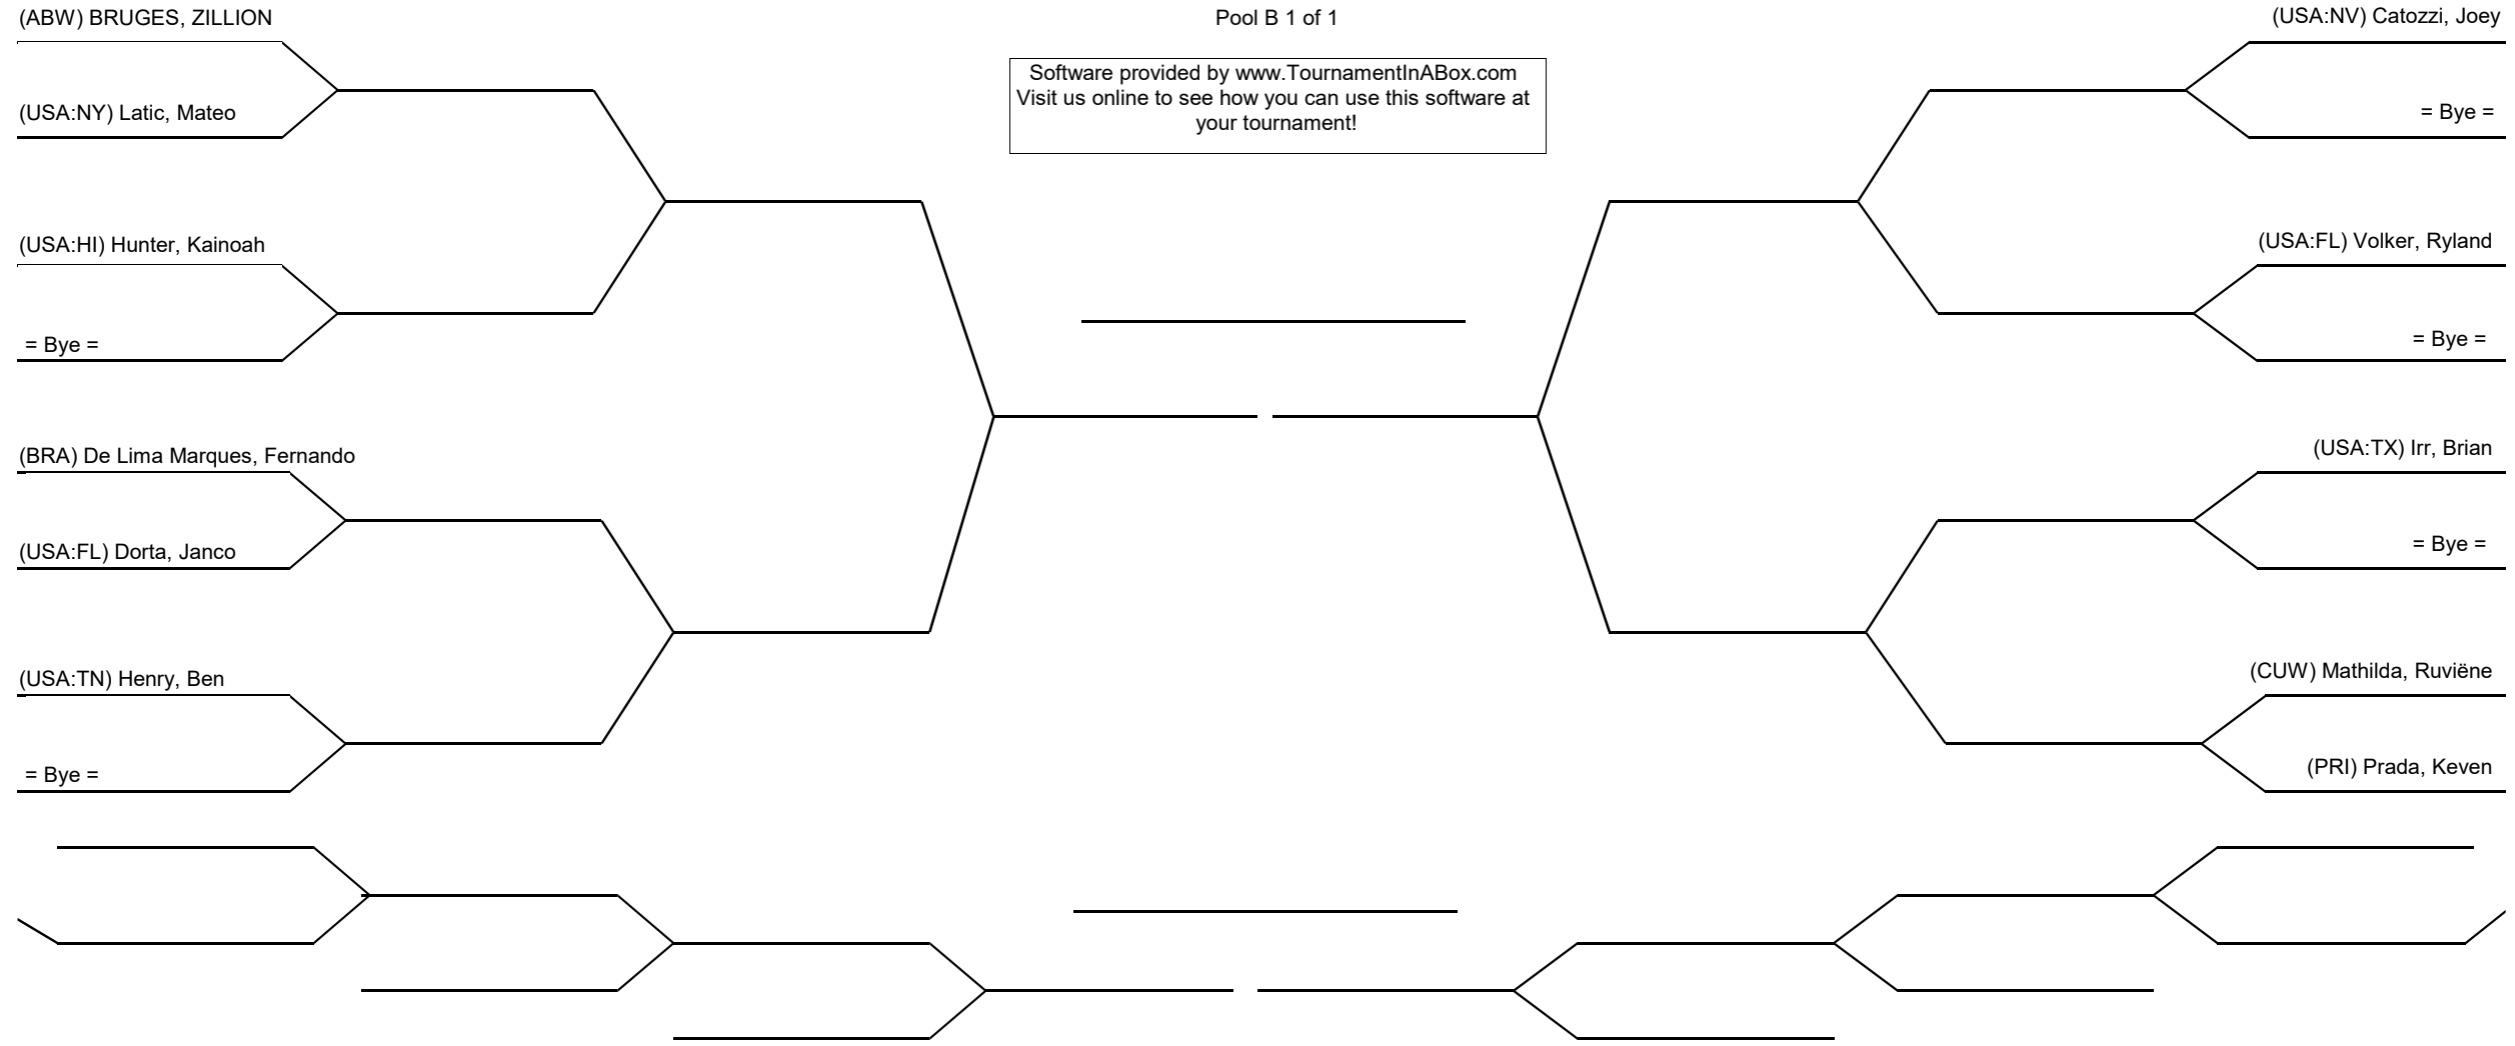 (ABW) BRUGES, ZILLION
(USA:NY) Latic, Mateo
(USA:HI) Hunter, Kainoah
= Bye =
(BRA) De Lima Marques, Fernando
(USA:FL) Dorta, Janco
(USA:TN) Henry, Ben
= Bye =
Pool B 1 of 1
Software provided by www.TournamentInABox.com
Visit us online to see how you can use this software at
your tournament!
(USA:NV) Catozzi, Joey
= Bye =
(USA:FL) Volker, Ryland
= Bye =
(USA:TX) Irr, Brian
= Bye =
(CUW) Mathilda, Ruviëne
(PRI) Prada, Keven